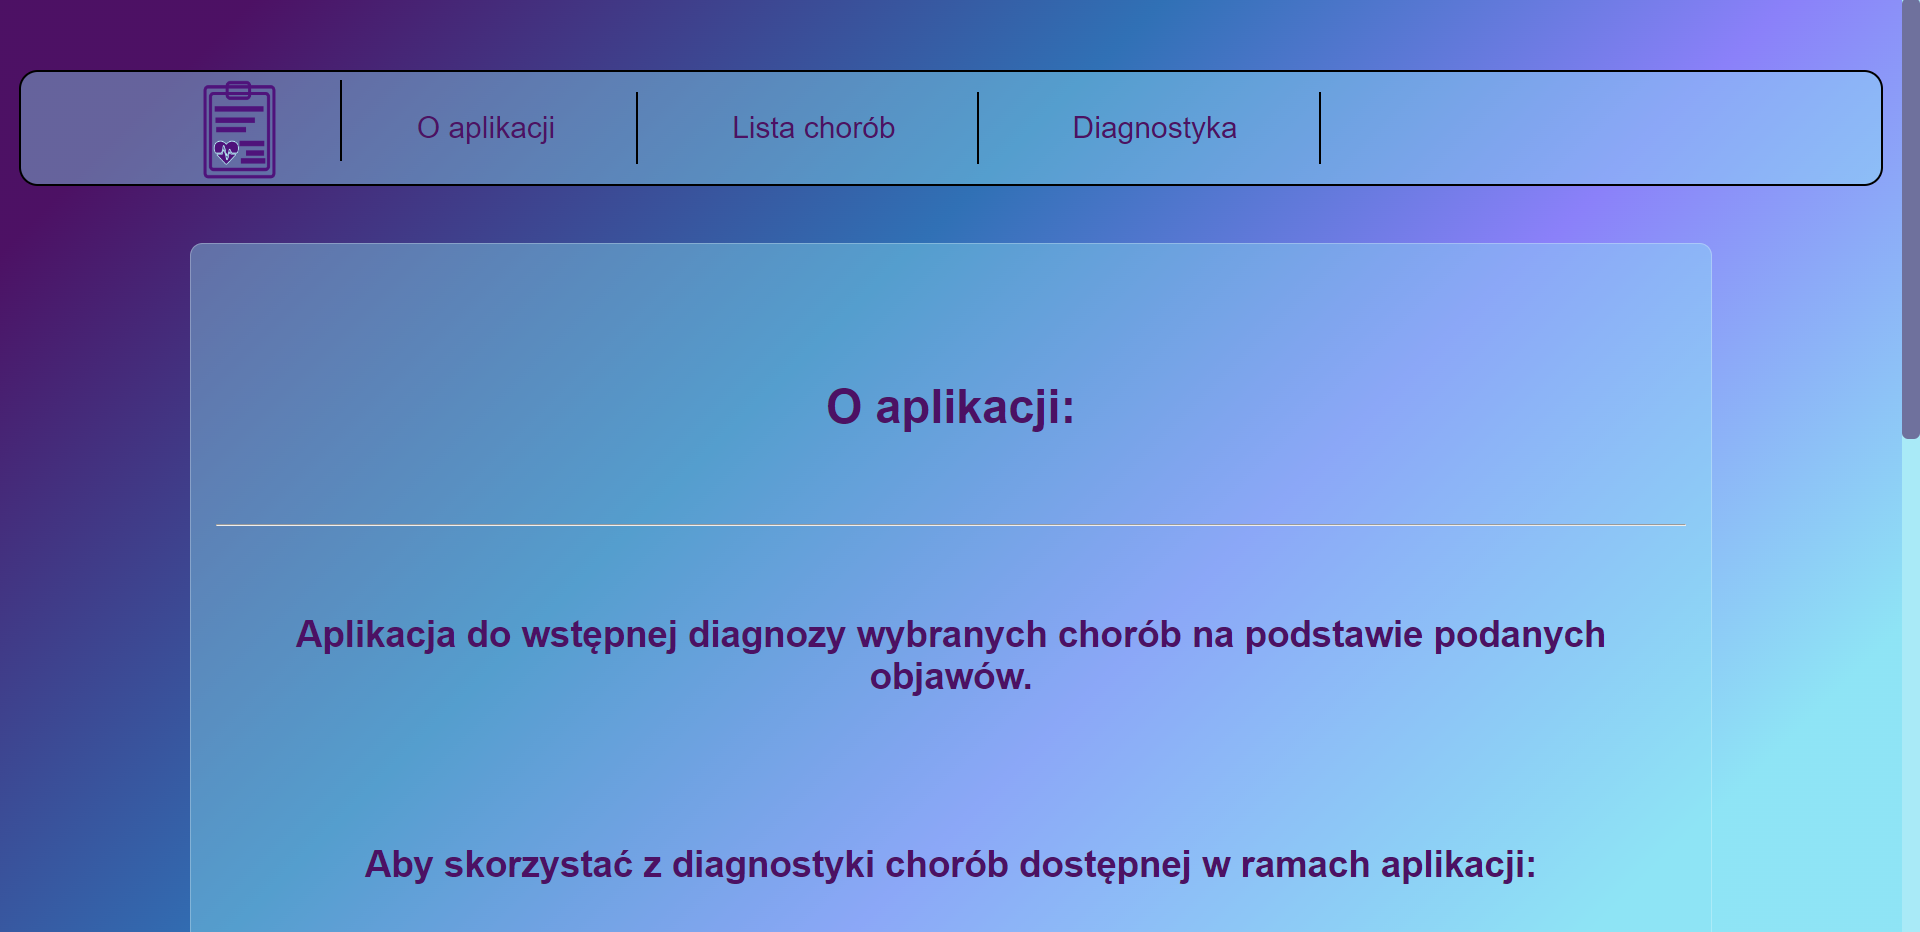 O aplikacji
Lista chorób
Diagnostyka
O aplikacji:
Aplikacja do wstępnej diagnozy wybranych chorób na podstawie podanych
objawów.
Aby skorzystać z diagnostyki chorób dostępnej w ramach aplikacji: